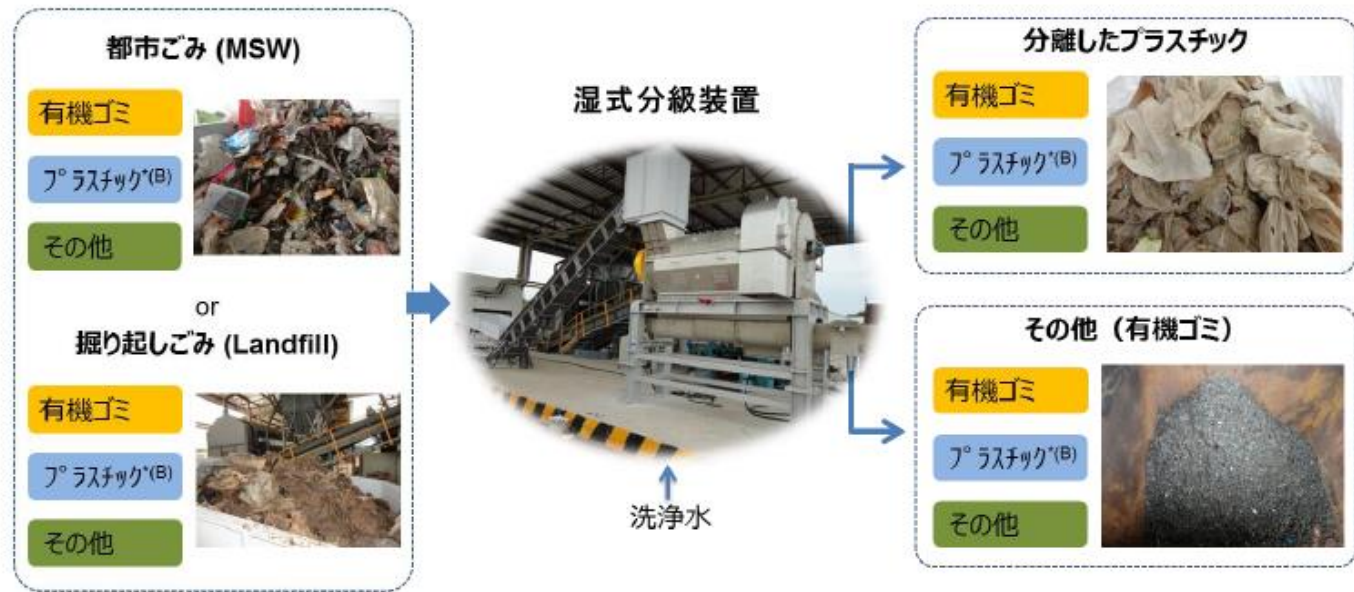 都市ごみ (MSW)
有機ゴミ
プラスチック*(B)
その他
or
掘り起しごみ (Landfill)
有機ゴミ
プラスチック*(B)
その他
湿式分級装置
洗浄水
分離したプラスチック
有機ゴミ
プラスチック*(B)
その他
その他（有機ゴミ）
有機ゴミ
プラスチック*(B)
その他